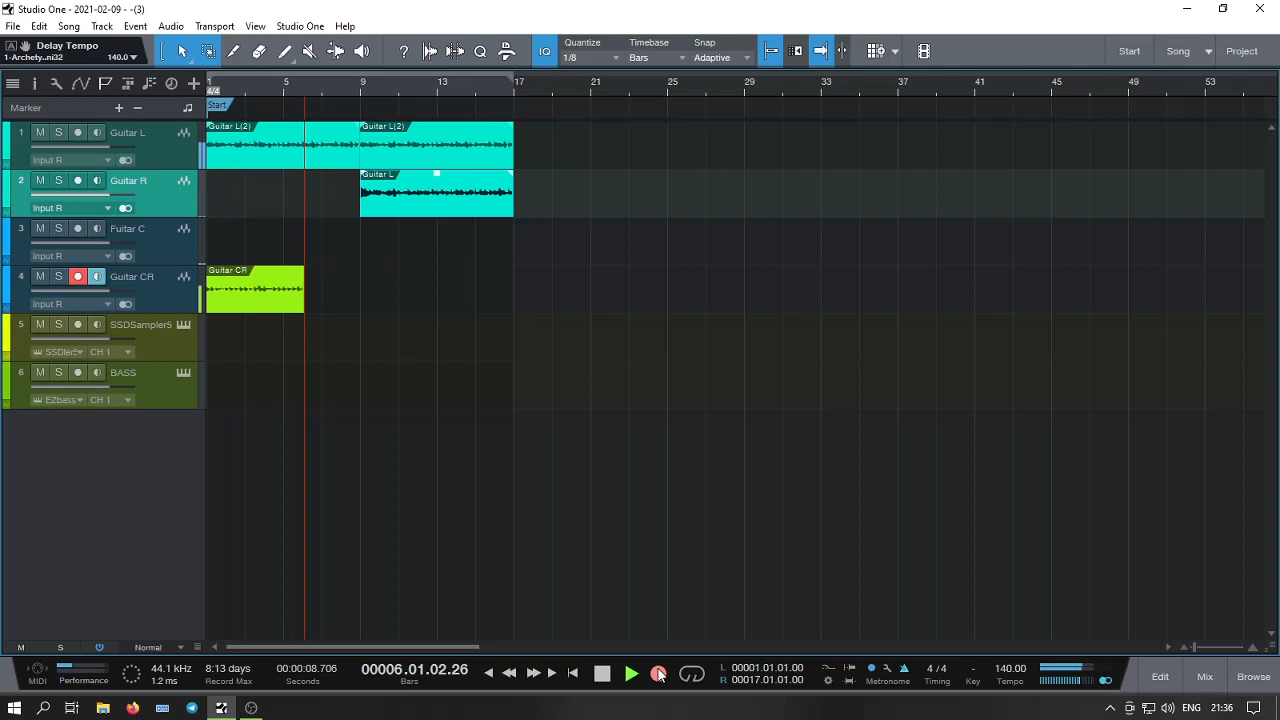 Studio One - 2021-02-09 - -(3)
File Edit Song Track Event Audio Transport View Studio One Help
A Delay Tempo
1-Archety..ni32 140.0
? IQ Quantize Timebase Snap
1/8 Bars Adaptive
Start Song Project
1 5 9 13 17 21 25 29 33 37 41 45 49 53
4/4
Marker + −
Start
1 M S Guitar L
Input R
Guitar L(2) Guitar L(2)
2 M S Guitar R
Input R
Guitar L
3 M S Fuitar C
Input R
4 M S Guitar CR
Input R
Guitar CR
5 M S SSDSampler5
SSDler5 CH 1
6 M S BASS
EZbass CH 1
M S Normal
MIDI Performance
44.1 kHz
1.2 ms
8:13 days
Record Max
00:00:08.706
Seconds
00006.01.02.26
Bars
L 00001.01.01.00
R 00017.01.01.00
Metronome
4/4
Timing
-
Key
140.00
Tempo
Edit Mix Browse
ENG 21:36